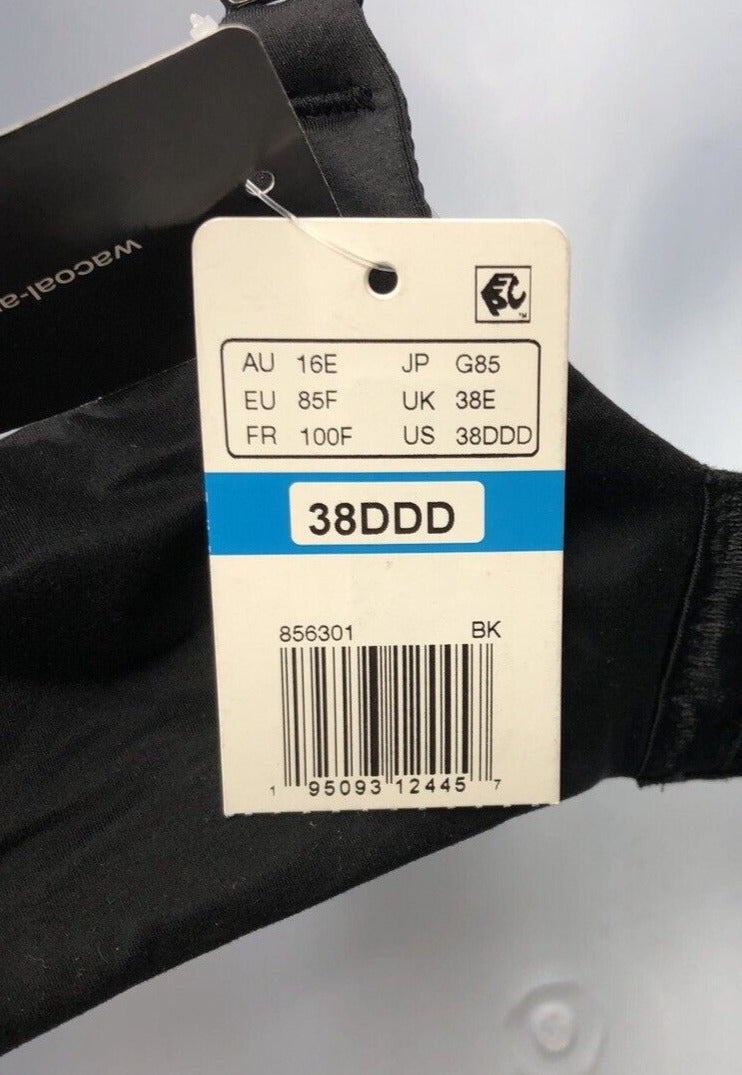 wacoal-a
AU 16E JP G85
EU 85F UK 38E
FR 100F US 38DDD
38DDD
856301 BK
1 95093 12445 7